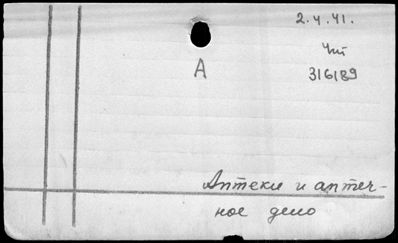 2.4.41.
Чит
316189
А
Аптеки и аптеч-
ное дело